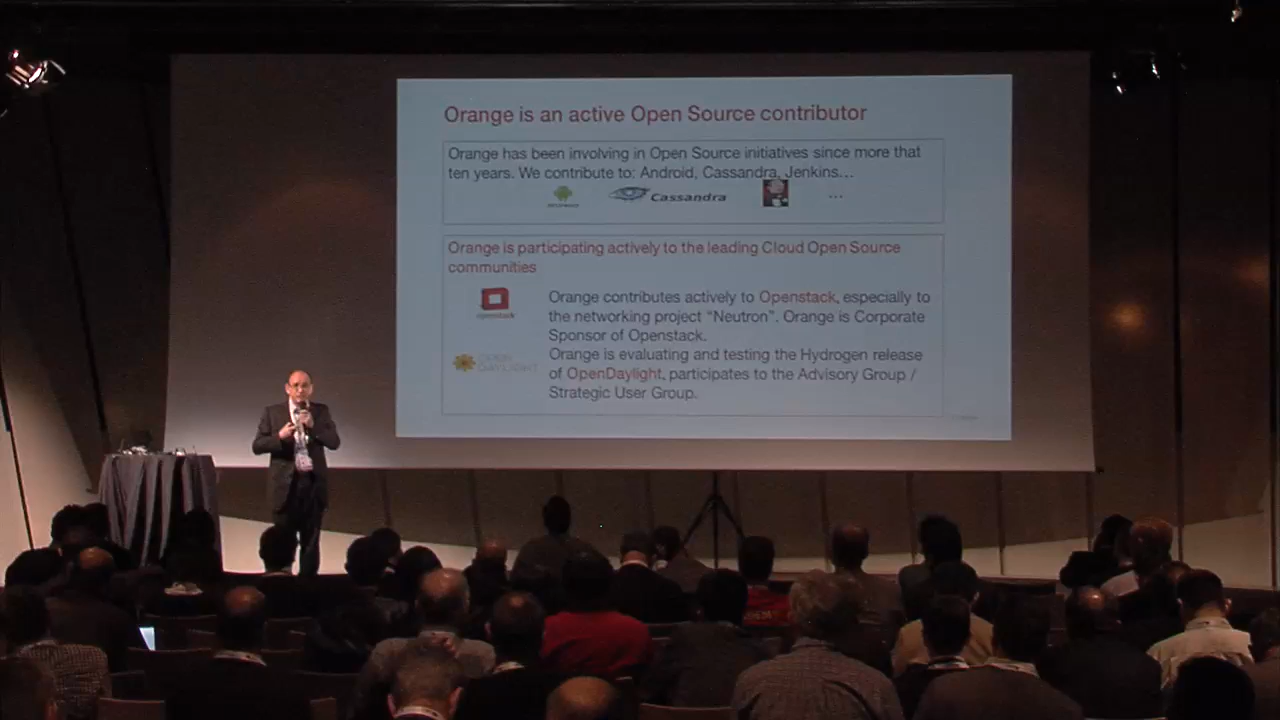 Orange is an active Open Source contributor
Orange has been involving in Open Source initiatives since more that
ten years. We contribute to: Android, Cassandra, Jenkins...
Cassandra
...
Orange is participating actively to the leading Cloud Open Source
communities
openstack
Orange contributes actively to Openstack, especially to
the networking project "Neutron". Orange is Corporate
Sponsor of Openstack.
OPEN
DAYLIGHT
Orange is evaluating and testing the Hydrogen release
of OpenDaylight, participates to the Advisory Group /
Strategic User Group.